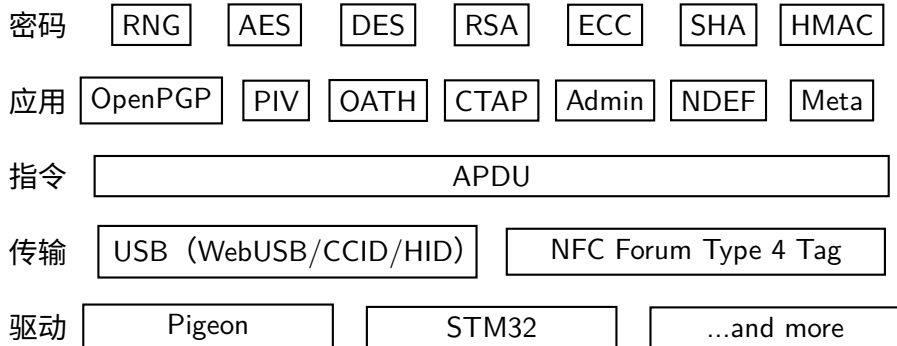 密码 RNG AES DES RSA ECC SHA HMAC
应用 OpenPGP PIV OATH CTAP Admin NDEF Meta
指令 APDU
传输 USB（WebUSB/CCID/HID） NFC Forum Type 4 Tag
驱动 Pigeon STM32 ...and more